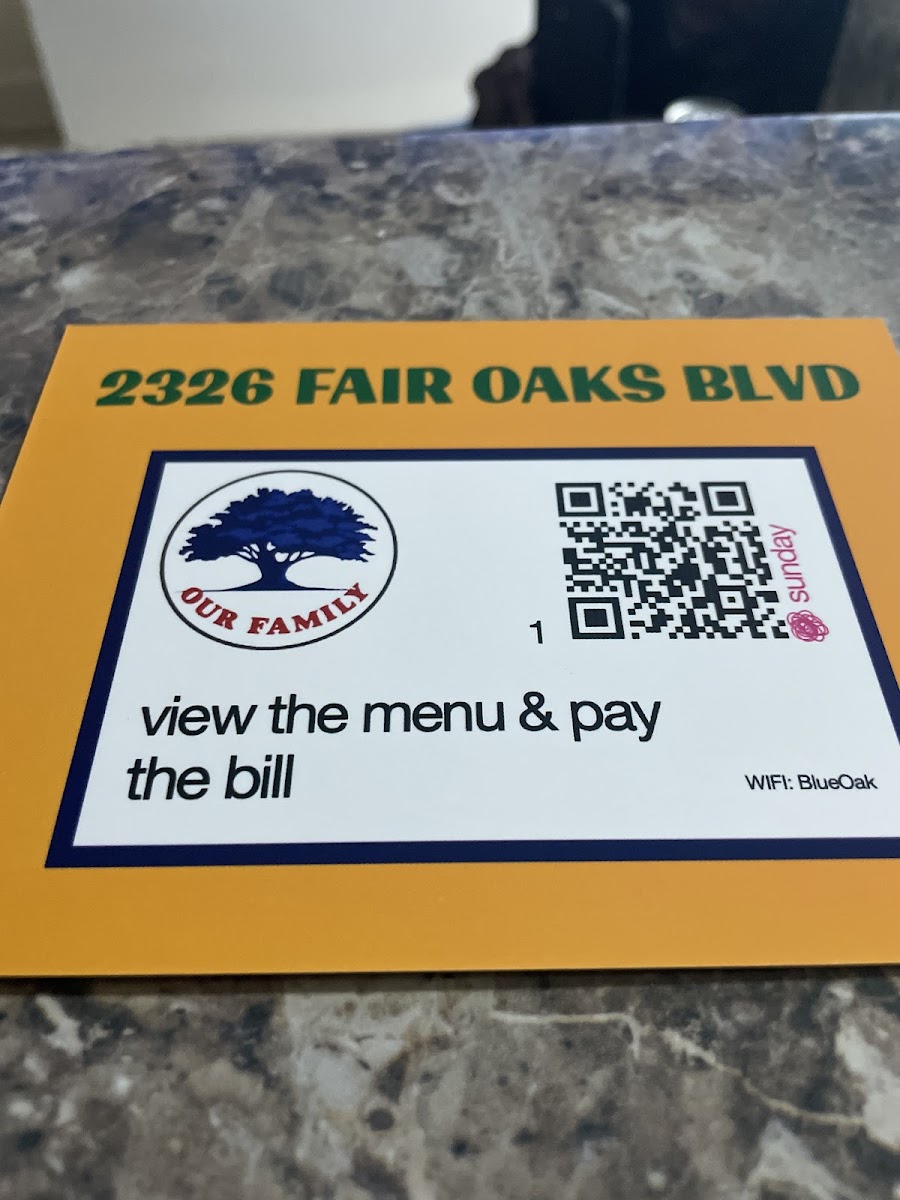 2326 FAIR OAKS BLVD
OUR FAMILY
sunday
1
view the menu & pay
the bill
WIFI: BlueOak